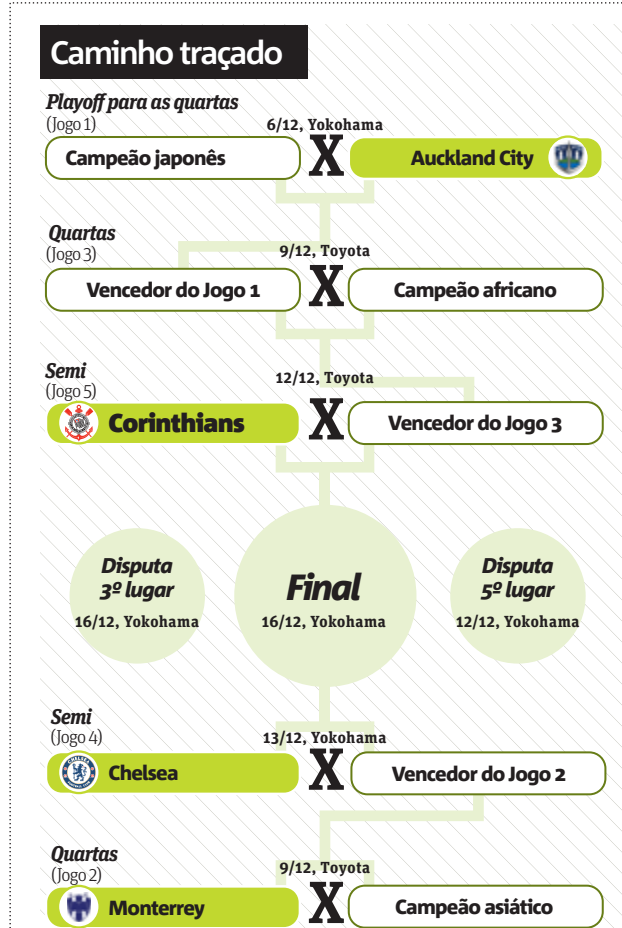 Caminho traçado
Playoff para as quartas
(Jogo 1)
6/12, Yokohama
Campeão japonês X Auckland City
Quartas
(Jogo 3)
9/12, Toyota
Vencedor do Jogo 1 X Campeão africano
Semi
(Jogo 5)
12/12, Toyota
Corinthians X Vencedor do Jogo 3
Disputa
3º lugar
16/12, Yokohama
Final
16/12, Yokohama
Disputa
5º lugar
12/12, Yokohama
Semi
(Jogo 4)
13/12, Yokohama
CHELSEA
Chelsea X Vencedor do Jogo 2
Quartas
(Jogo 2)
9/12, Toyota
Monterrey X Campeão asiático